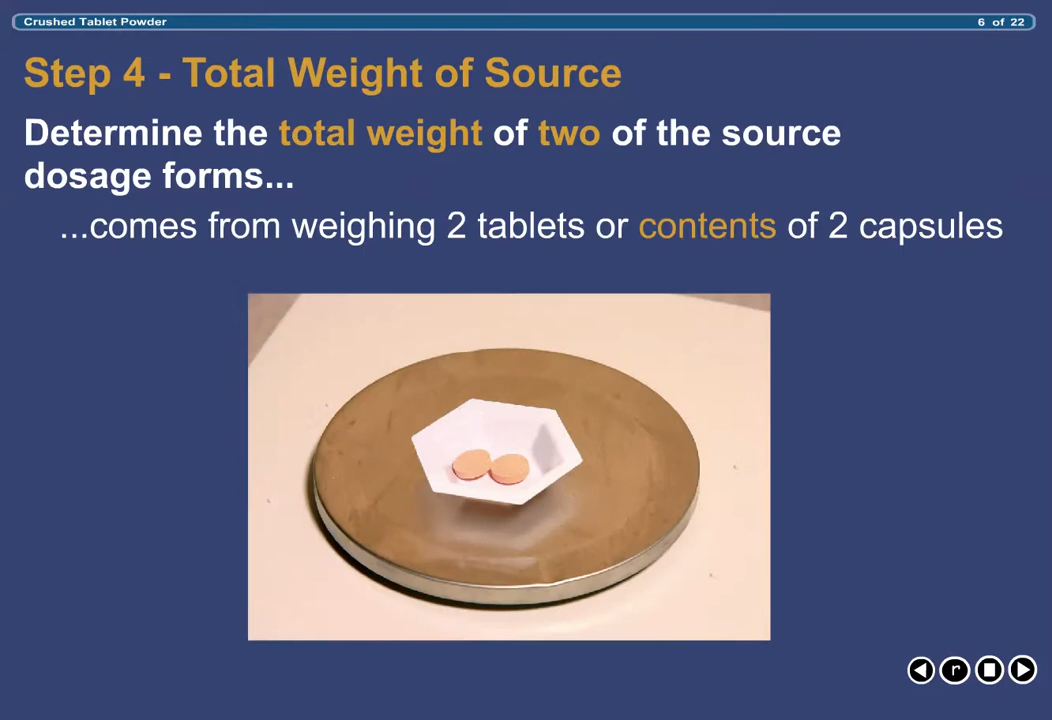 Crushed Tablet Powder
6 of 22
Step 4 - Total Weight of Source
Determine the total weight of two of the source
dosage forms...
...comes from weighing 2 tablets or contents of 2 capsules
r